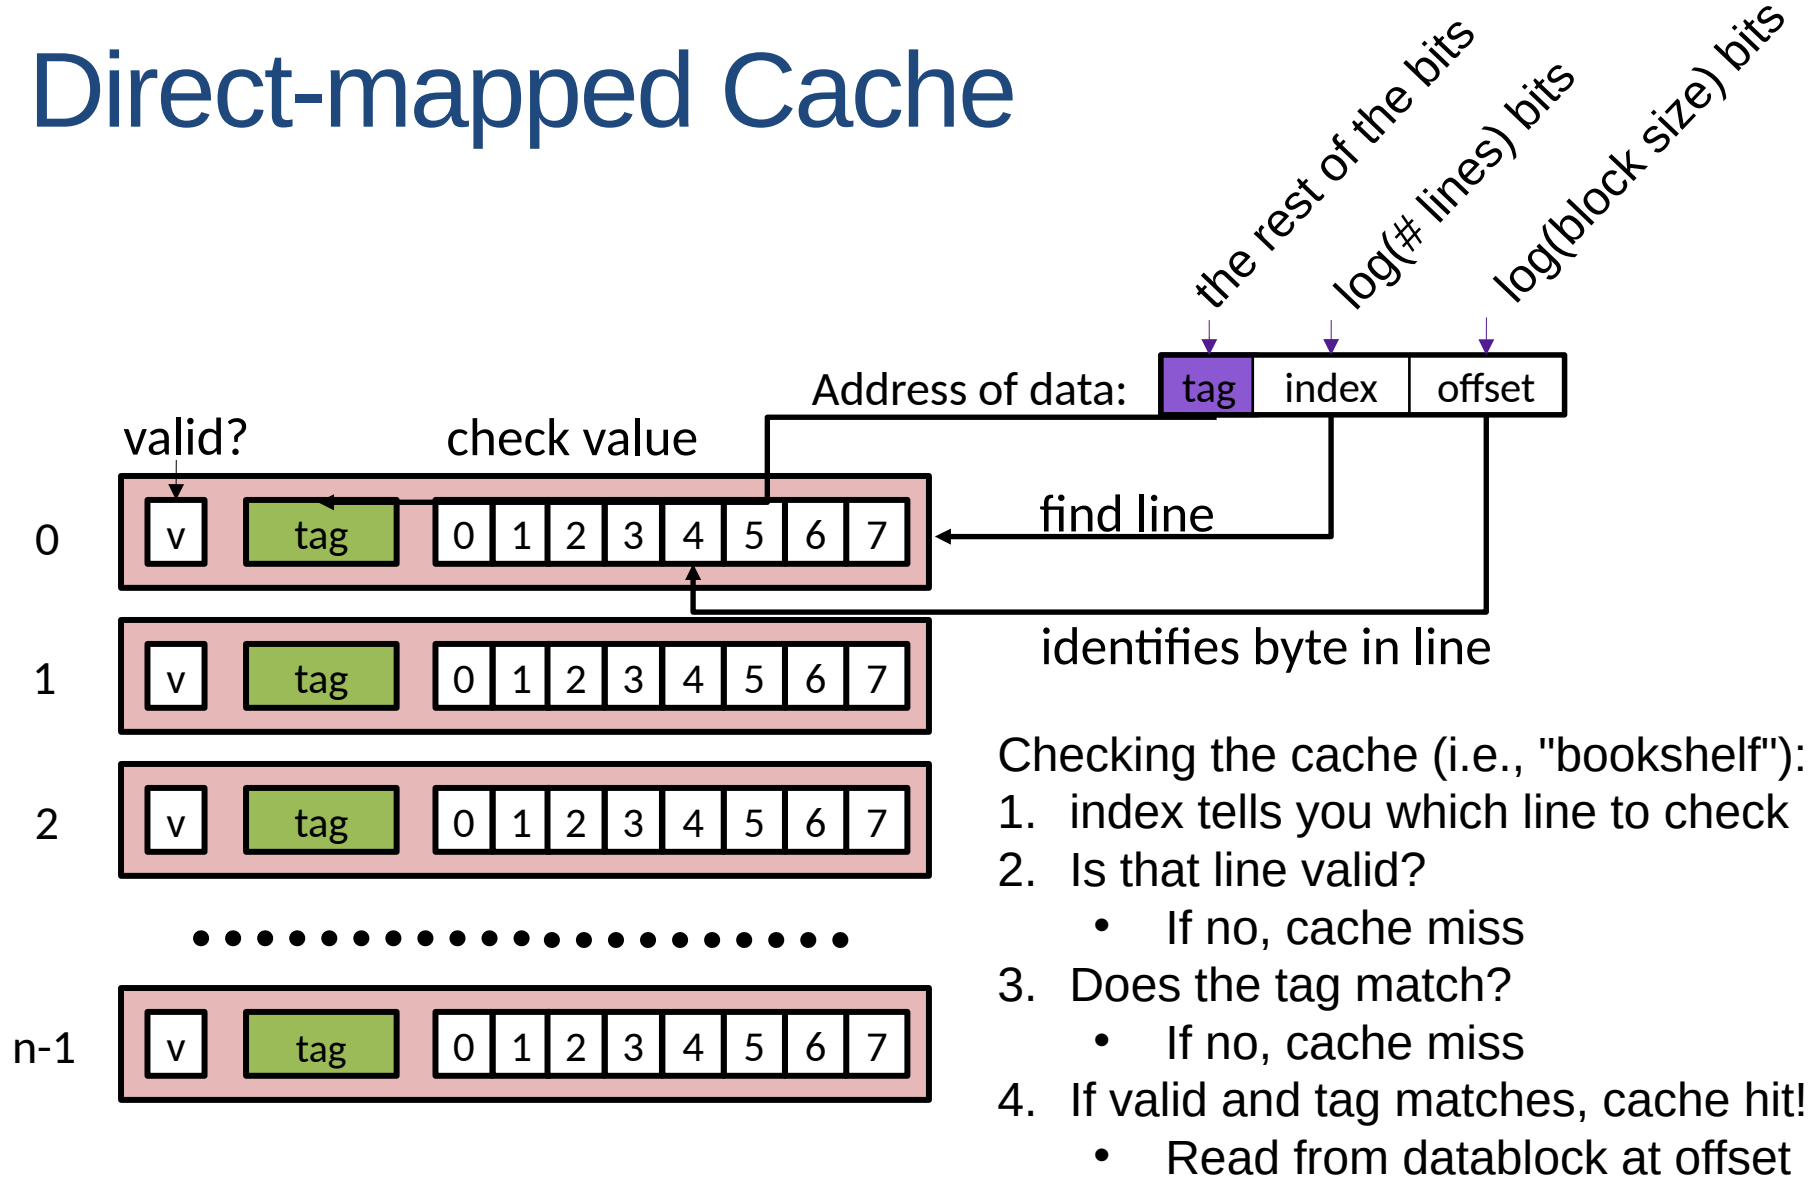 Direct-mapped Cache
the rest of the bits
log(# lines) bits
log(block size) bits
Address of data:
tag index offset
valid?
check value
find line
0 v tag 0 1 2 3 4 5 6 7
identifies byte in line
1 v tag 0 1 2 3 4 5 6 7
2 v tag 0 1 2 3 4 5 6 7
n-1 v tag 0 1 2 3 4 5 6 7
Checking the cache (i.e., "bookshelf"):
1. index tells you which line to check
2. Is that line valid?
• If no, cache miss
3. Does the tag match?
• If no, cache miss
4. If valid and tag matches, cache hit!
• Read from datablock at offset